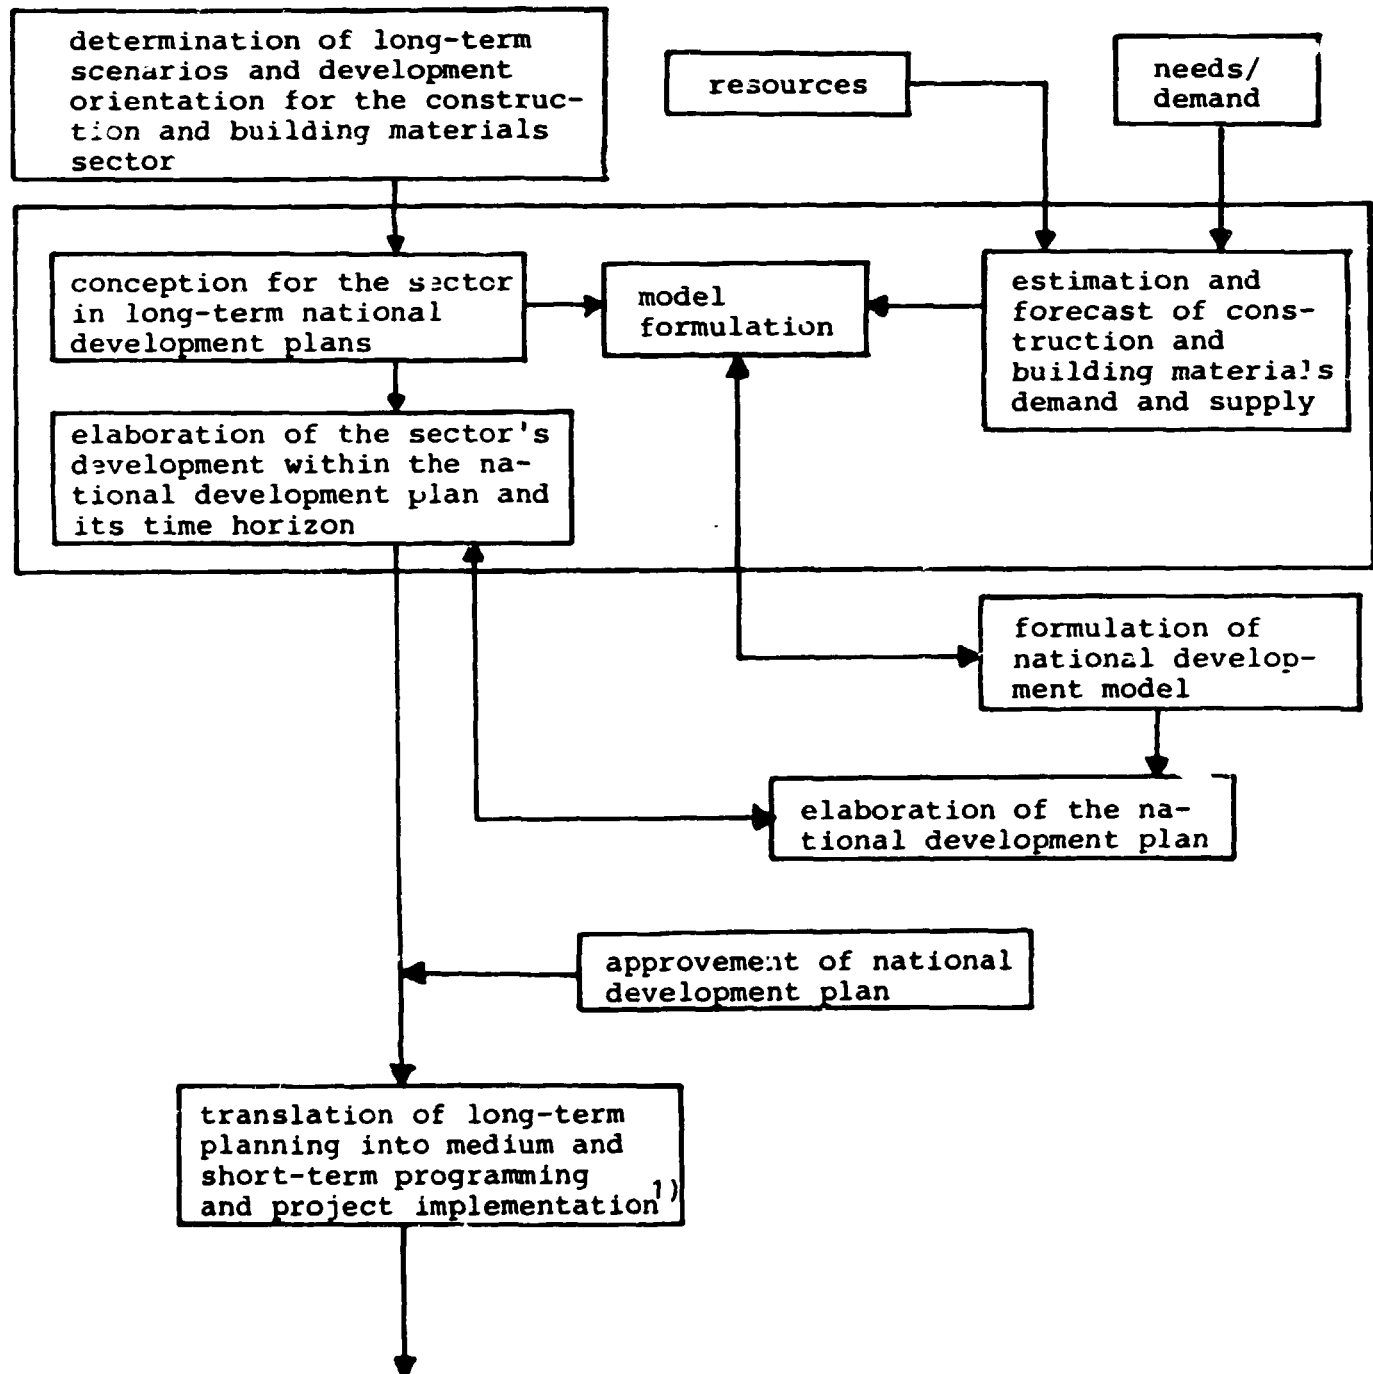 determination of long-term
scenarios and development
orientation for the construc-
tion and building materials
sector
resources
needs/
demand
conception for the sector
in long-term national
development plans
model
formulation
estimation and
forecast of cons-
truction and
building materials
demand and supply
elaboration of the sector's
development within the na-
tional development plan and
its time horizon
formulation of
national develop-
ment model
elaboration of the na-
tional development plan
approvement of national
development plan
translation of long-term
planning into medium and
short-term programming
and project implementation1)